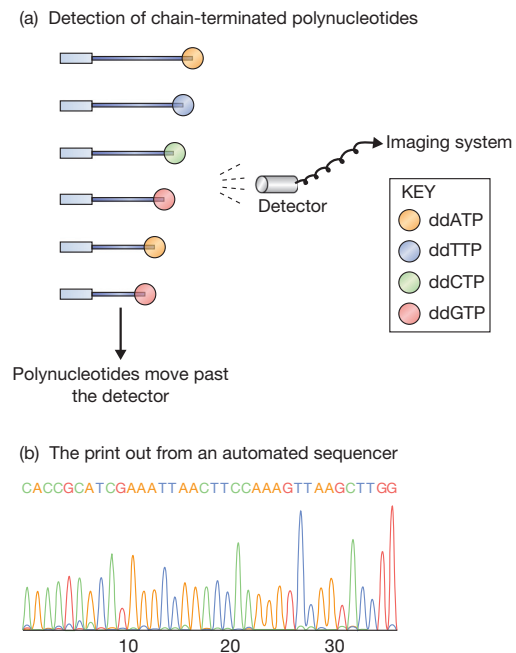 (a) Detection of chain-terminated polynucleotides
Imaging system
Detector
KEY
ddATP
ddTTP
ddCTP
ddGTP
Polynucleotides move past
the detector
(b) The print out from an automated sequencer
CACCGCATCGAAATTAACTTCCAAAGTTAAGCTTGG
10 20 30